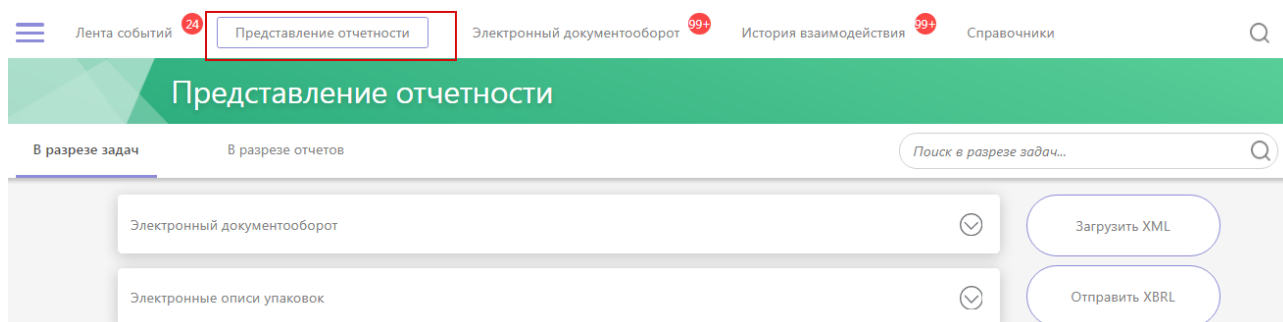 Лента событий 24 Представление отчетности Электронный документооборот 99+ История взаимодействия 99+ Справочники
Представление отчетности
В разрезе задач В разрезе отчетов Поиск в разрезе задач...
Электронный документооборот Загрузить XML
Электронные описи упаковок Отправить XBRL